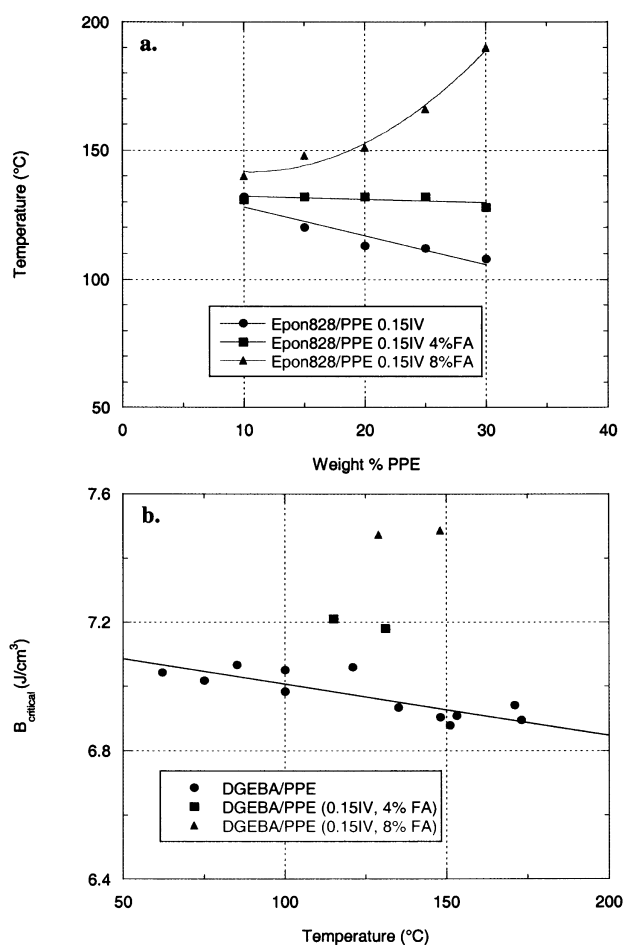 a.
200
150
100
50
Temperature (°C)
Epon828/PPE 0.15IV
Epon828/PPE 0.15IV 4%FA
Epon828/PPE 0.15IV 8%FA
0 10 20 30 40
Weight % PPE
b.
7.6
7.2
6.8
6.4
B critical (J/cm³)
DGEBA/PPE
DGEBA/PPE (0.15IV, 4% FA)
DGEBA/PPE (0.15IV, 8% FA)
50 100 150 200
Temperature (°C)